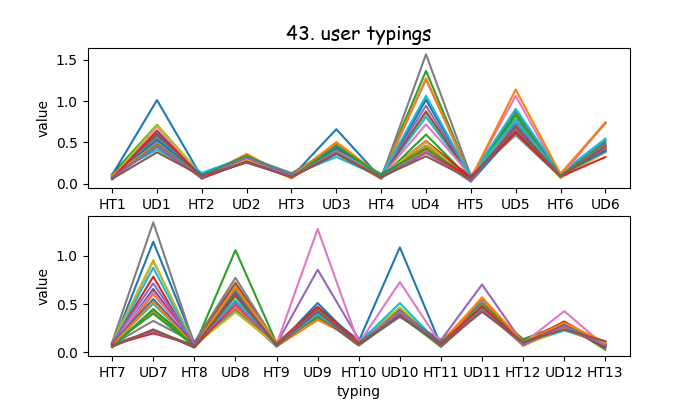 43. user typings
1.5
1.0
0.5
0.0
value
HT1 UD1 HT2 UD2 HT3 UD3 HT4 UD4 HT5 UD5 HT6 UD6
1.0
0.5
0.0
value
HT7 UD7 HT8 UD8 HT9 UD9 HT10 UD10 HT11 UD11 HT12 UD12 HT13
typing